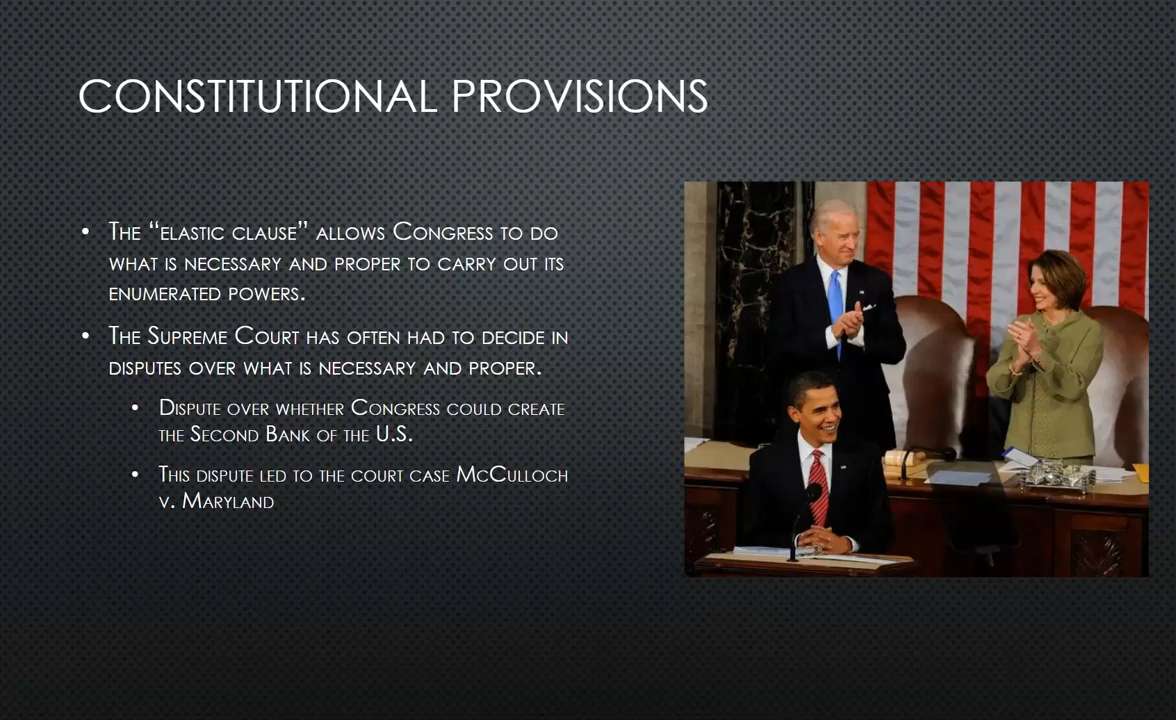 Constitutional Provisions
• The “elastic clause” allows Congress to do
what is necessary and proper to carry out its
enumerated powers.
• The Supreme Court has often had to decide in
disputes over what is necessary and proper.
• Dispute over whether Congress could create
the Second Bank of the U.S.
• This dispute led to the court case McCulloch
v. Maryland